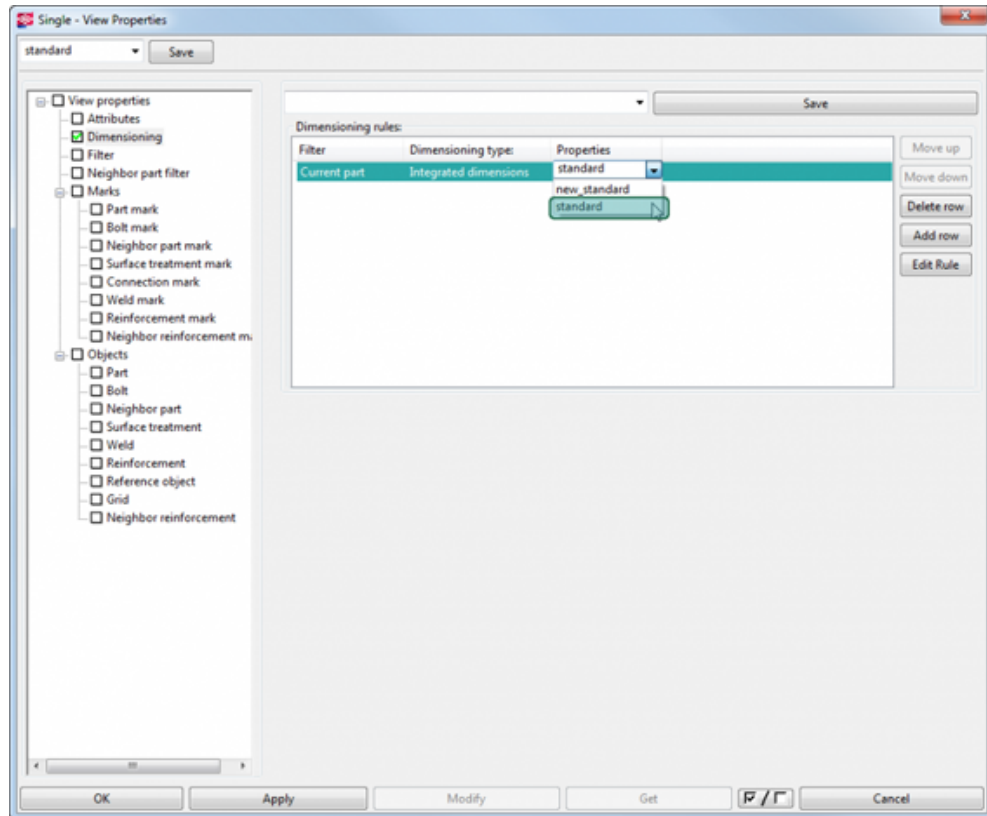 Single - View Properties
standard Save
View properties
Attributes
Dimensioning
Filter
Neighbor part filter
Marks
Part mark
Bolt mark
Neighbor part mark
Surface treatment mark
Connection mark
Weld mark
Reinforcement mark
Neighbor reinforcement ma
Objects
Part
Bolt
Neighbor part
Surface treatment
Weld
Reinforcement
Reference object
Grid
Neighbor reinforcement
Save
Dimensioning rules:
Filter Dimensioning type: Properties
Current part Integrated dimensions standard
new_standard
standard
Move up
Move down
Delete row
Add row
Edit Rule
OK Apply Modify Get / Cancel